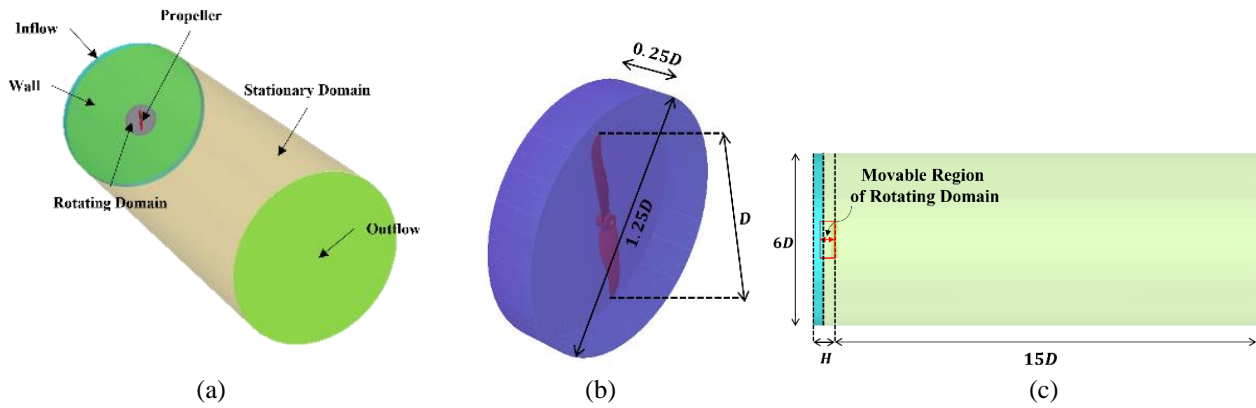 Propeller
Inflow
Wall
Stationary Domain
Rotating Domain
Outflow
(a)
0.25D
1.25D
D
(b)
Movable Region
of Rotating Domain
6D
H
15D
(c)